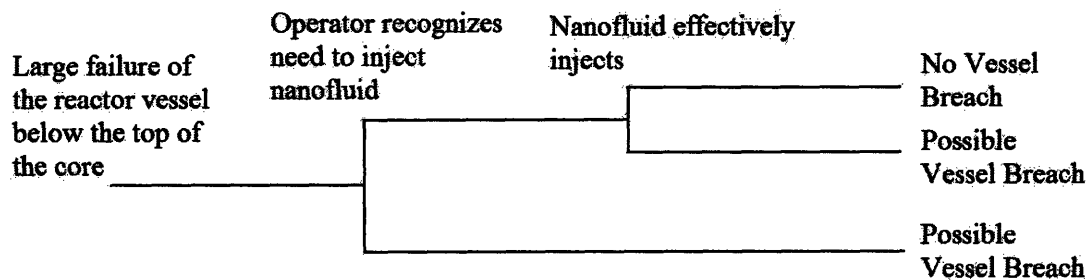 Large failure of
the reactor vessel
below the top of
the core
Operator recognizes
need to inject
nanofluid
Nanofluid effectively
injects
No Vessel
Breach
Possible
Vessel Breach
Possible
Vessel Breach